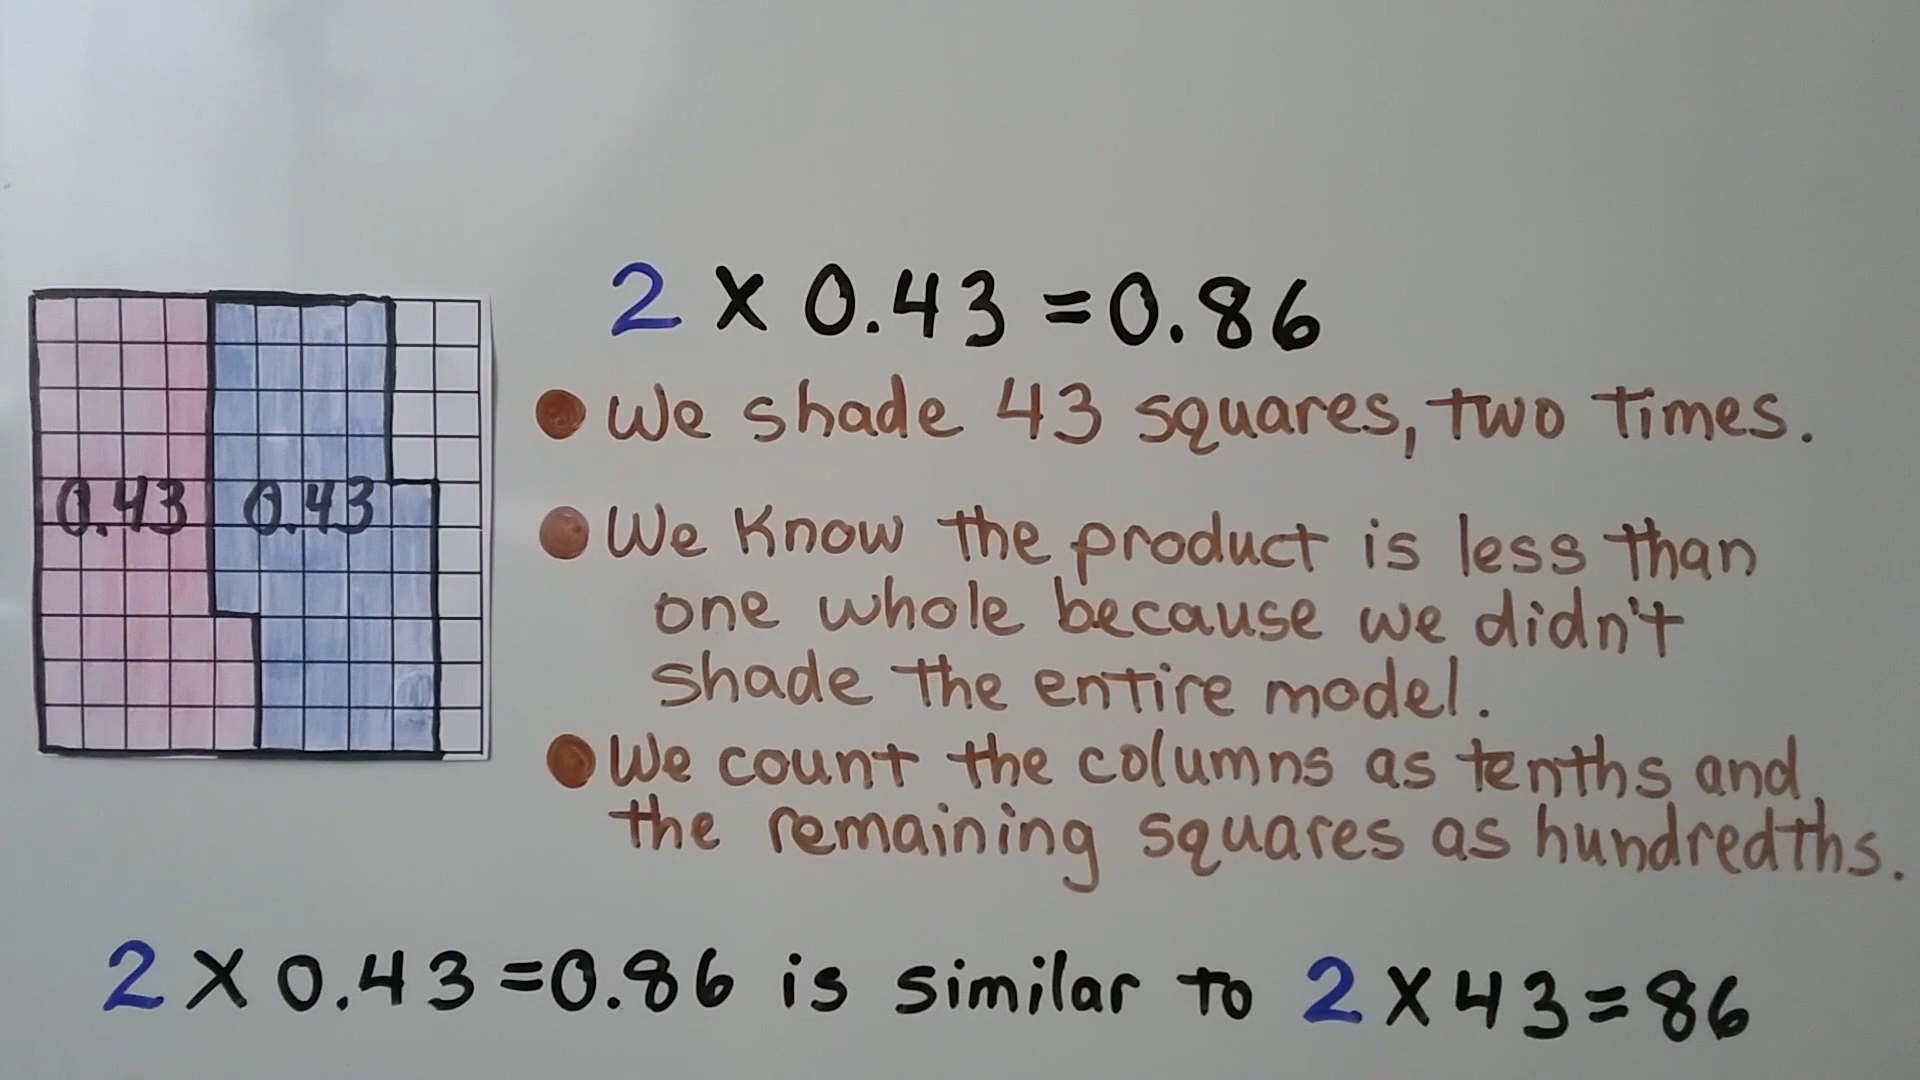 2 x 0.43 = 0.86
0.43 0.43
• We shade 43 squares, two times.
• We know the product is less than
one whole because we didn't
shade the entire model.
• We count the columns as tenths and
the remaining squares as hundredths.
2 x 0.43 = 0.86 is similar to 2 x 43 = 86